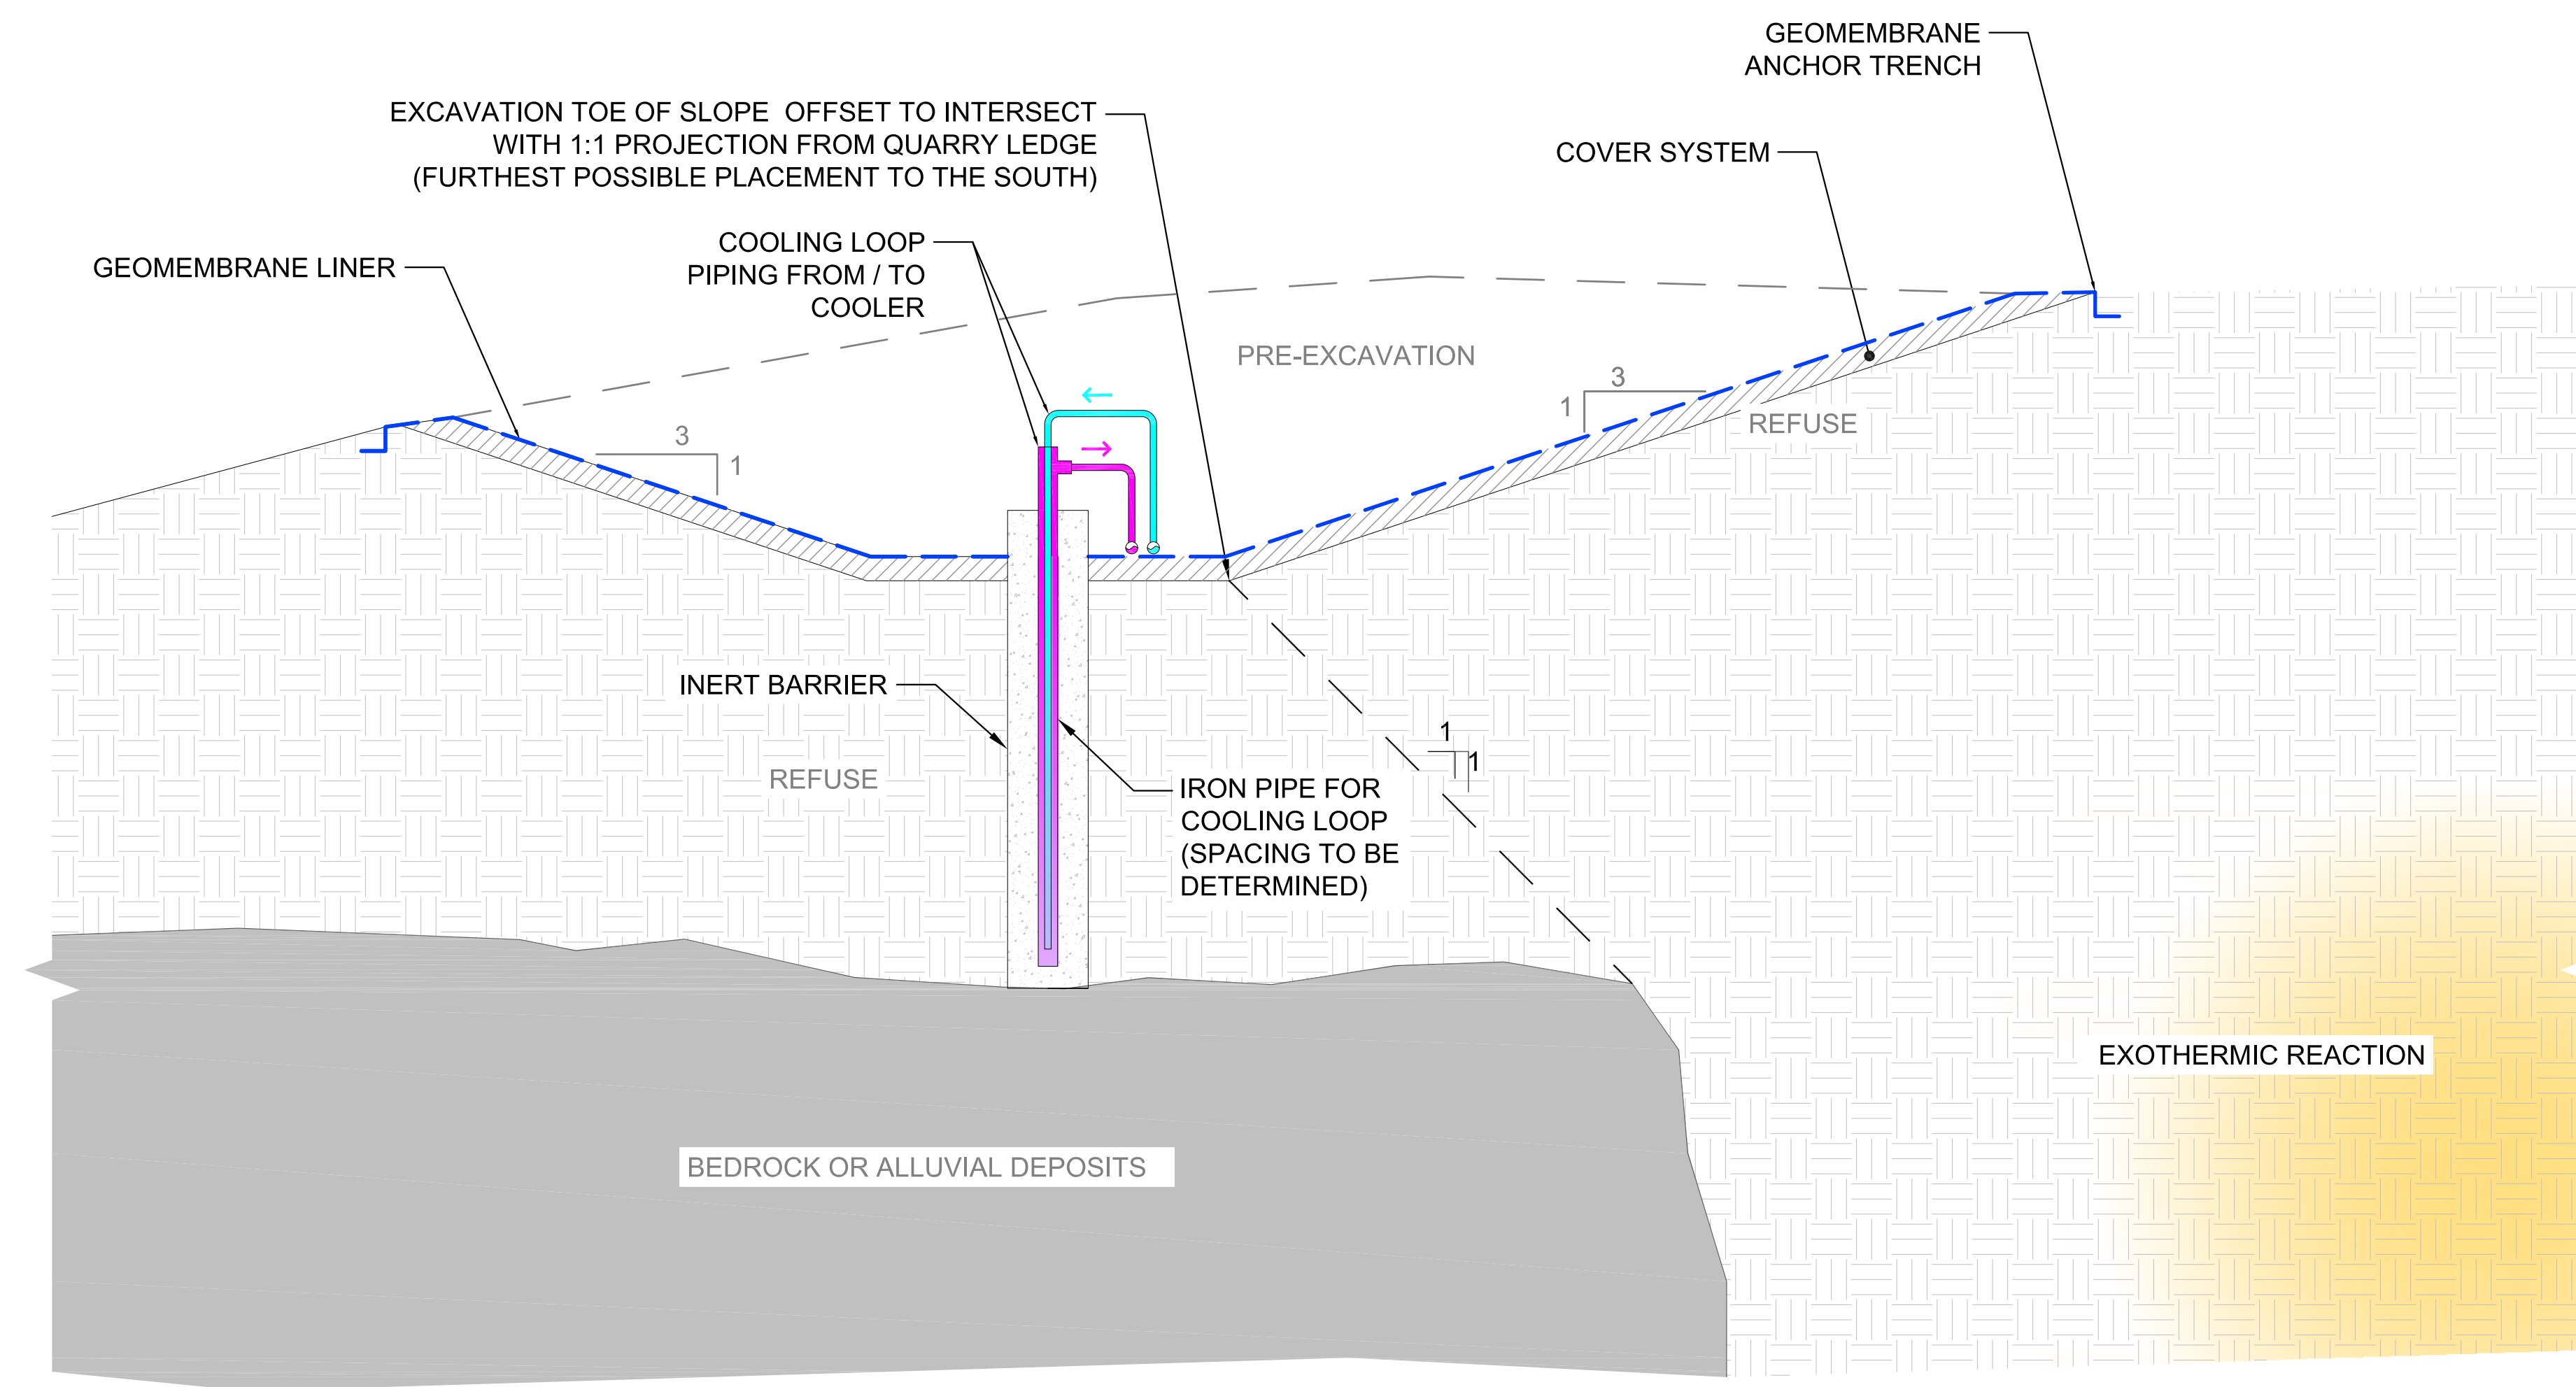 GEOMEMBRANE
ANCHOR TRENCH
EXCAVATION TOE OF SLOPE  OFFSET TO INTERSECT
WITH 1:1 PROJECTION FROM QUARRY LEDGE
(FURTHEST POSSIBLE PLACEMENT TO THE SOUTH)
COVER SYSTEM
COOLING LOOP
PIPING FROM / TO
COOLER
GEOMEMBRANE LINER
PRE-EXCAVATION
3
1
REFUSE
3
1
INERT BARRIER
REFUSE
1
1
IRON PIPE FOR
COOLING LOOP
(SPACING TO BE
DETERMINED)
EXOTHERMIC REACTION
BEDROCK OR ALLUVIAL DEPOSITS